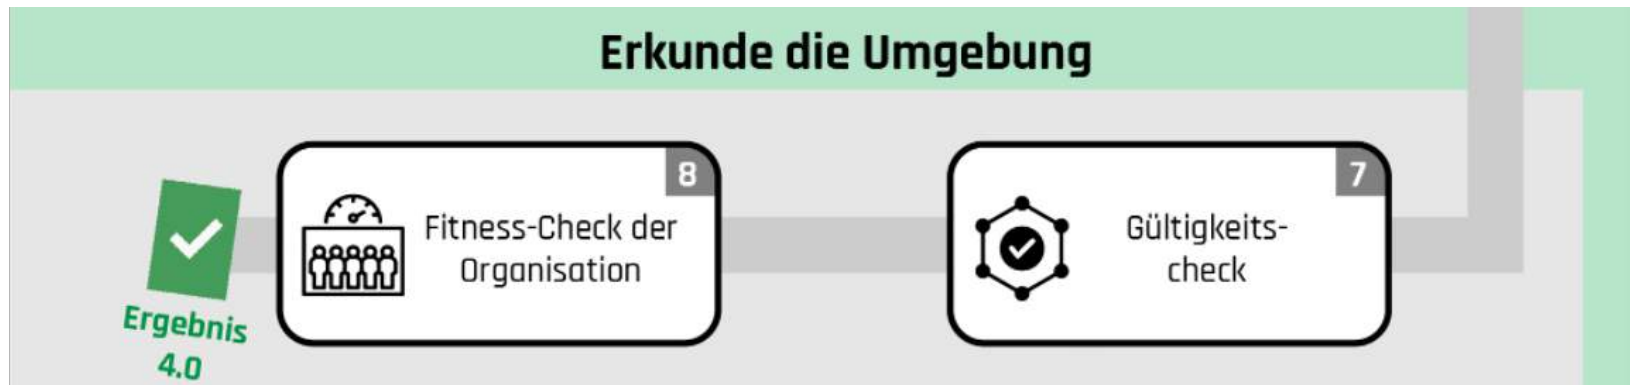 Erkunde die Umgebung
8
Fitness-Check der
Organisation
7
Gültigkeits-
check
Ergebnis
4.0